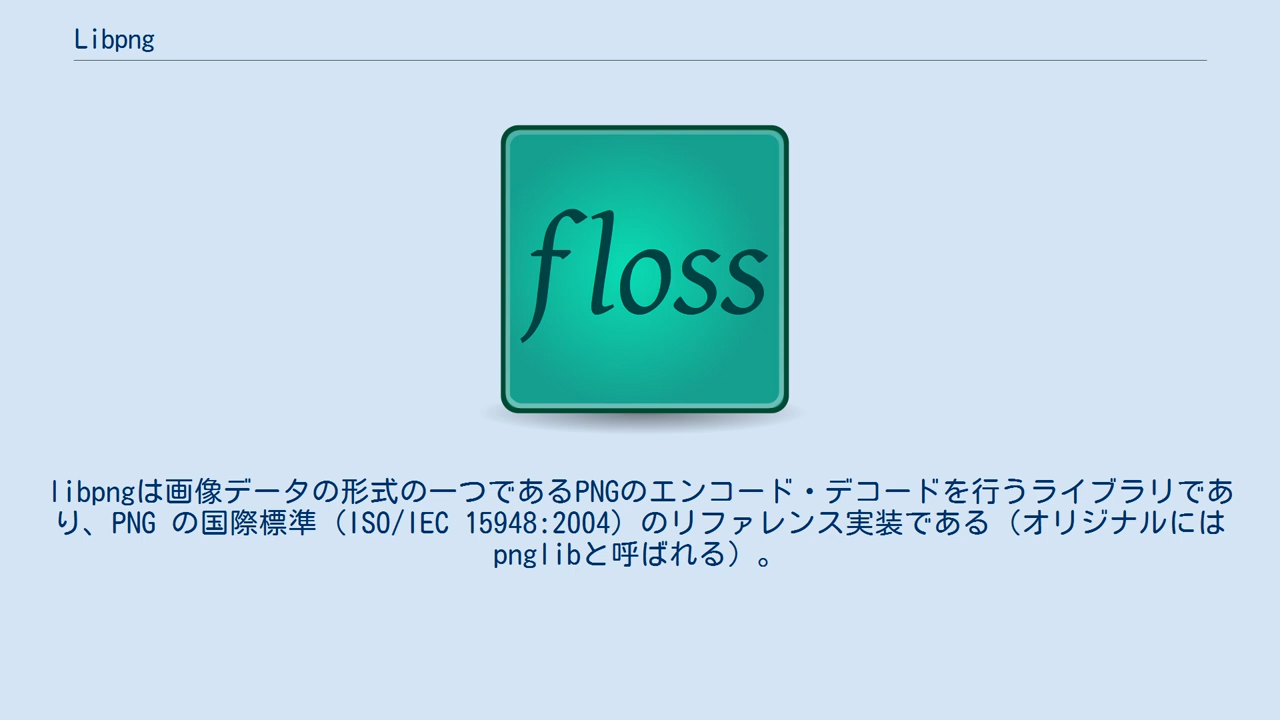 Libpng
floss
libpngは画像データの形式の一つであるPNGのエンコード・デコードを行うライブラリであ
り、PNG の国際標準（ISO/IEC 15948:2004）のリファレンス実装である（オリジナルには
pnglibと呼ばれる）。